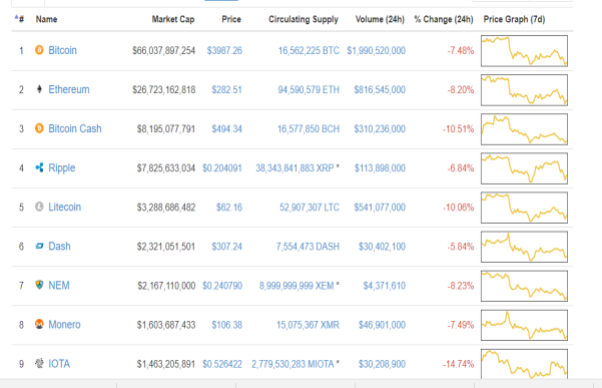 # Name Market Cap Price Circulating Supply Volume (24h) % Change (24h) Price Graph (7d)
1 Bitcoin $66,037,897,254 $3987.26 16,562,225 BTC $1,990,520,000 -7.48%
2 Ethereum $26,723,162,818 $282.51 94,590,579 ETH $816,545,000 -8.20%
3 Bitcoin Cash $8,195,077,791 $494.34 16,577,850 BCH $310,236,000 -10.51%
4 Ripple $7,825,633,034 $0.204091 38,343,841,883 XRP * $113,898,000 -6.84%
5 Litecoin $3,288,686,482 $62.16 52,907,307 LTC $541,077,000 -10.06%
6 Dash $2,321,051,501 $307.24 7,554,473 DASH $30,402,100 -5.84%
7 NEM $2,167,110,000 $0.240790 8,999,999,999 XEM * $4,371,610 -8.23%
8 Monero $1,603,687,433 $106.38 15,075,367 XMR $46,901,000 -7.49%
9 IOTA $1,463,205,891 $0.526422 2,779,530,283 MIOTA * $30,208,900 -14.74%